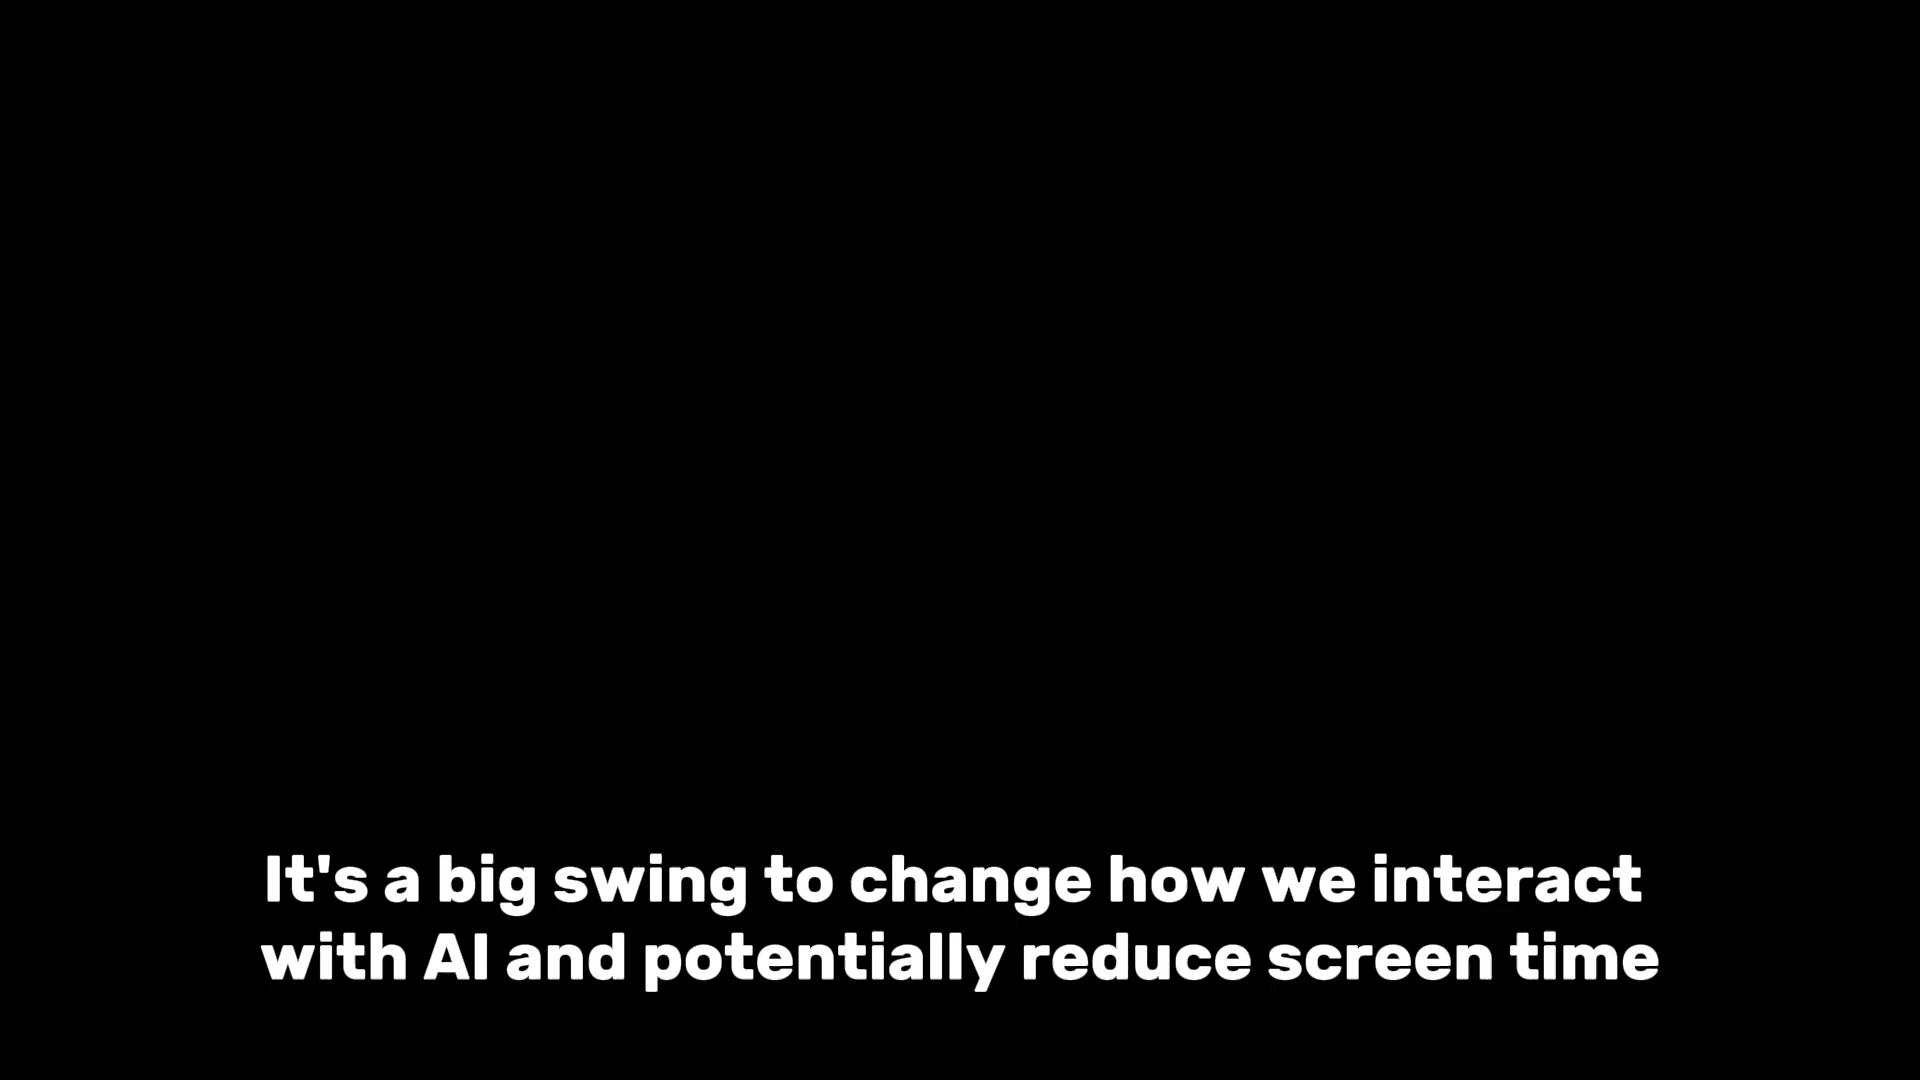 It's a big swing to change how we interact
with AI and potentially reduce screen time